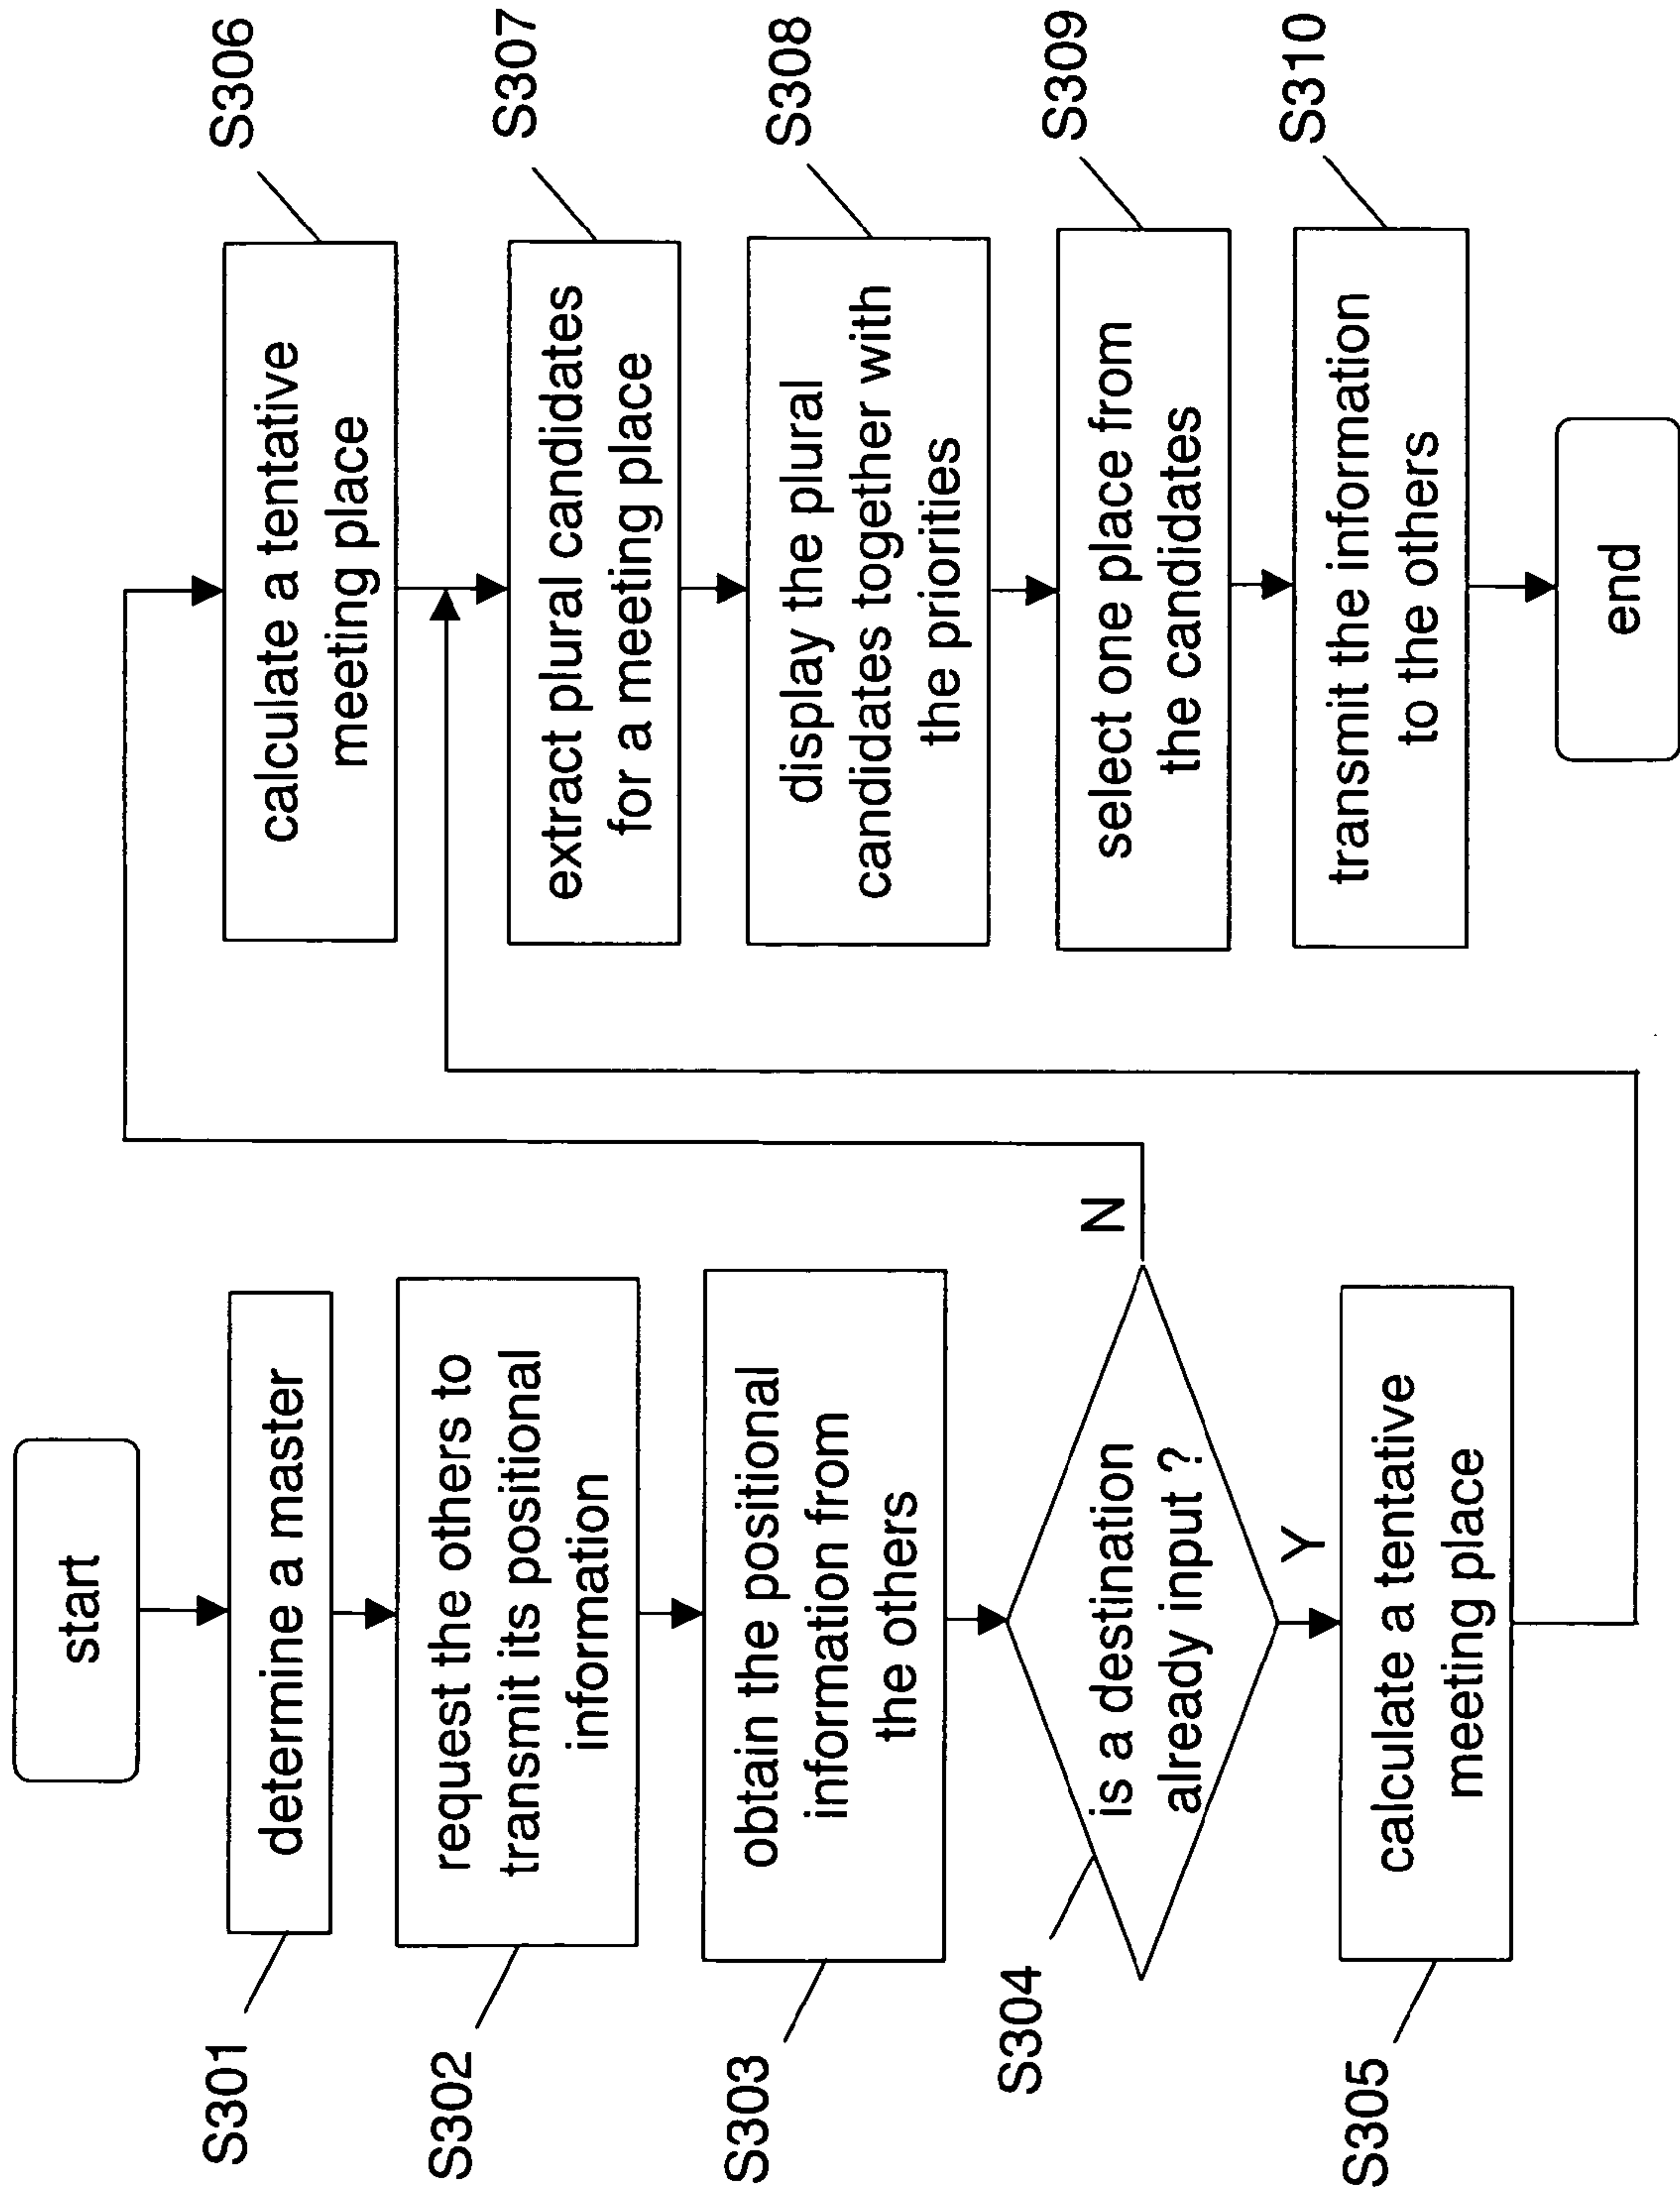 start
S301
determine a master
S302
request the others to
transmit its positional
information
S303
obtain the positional
information from
the others
S304
is a destination
already input ?
N
Y
S305
calculate a tentative
meeting place
S306
calculate a tentative
meeting place
S307
extract plural candidates
for a meeting place
S308
display the plural
candidates together with
the priorities
S309
select one place from
the candidates
S310
transmit the information
to the others
end